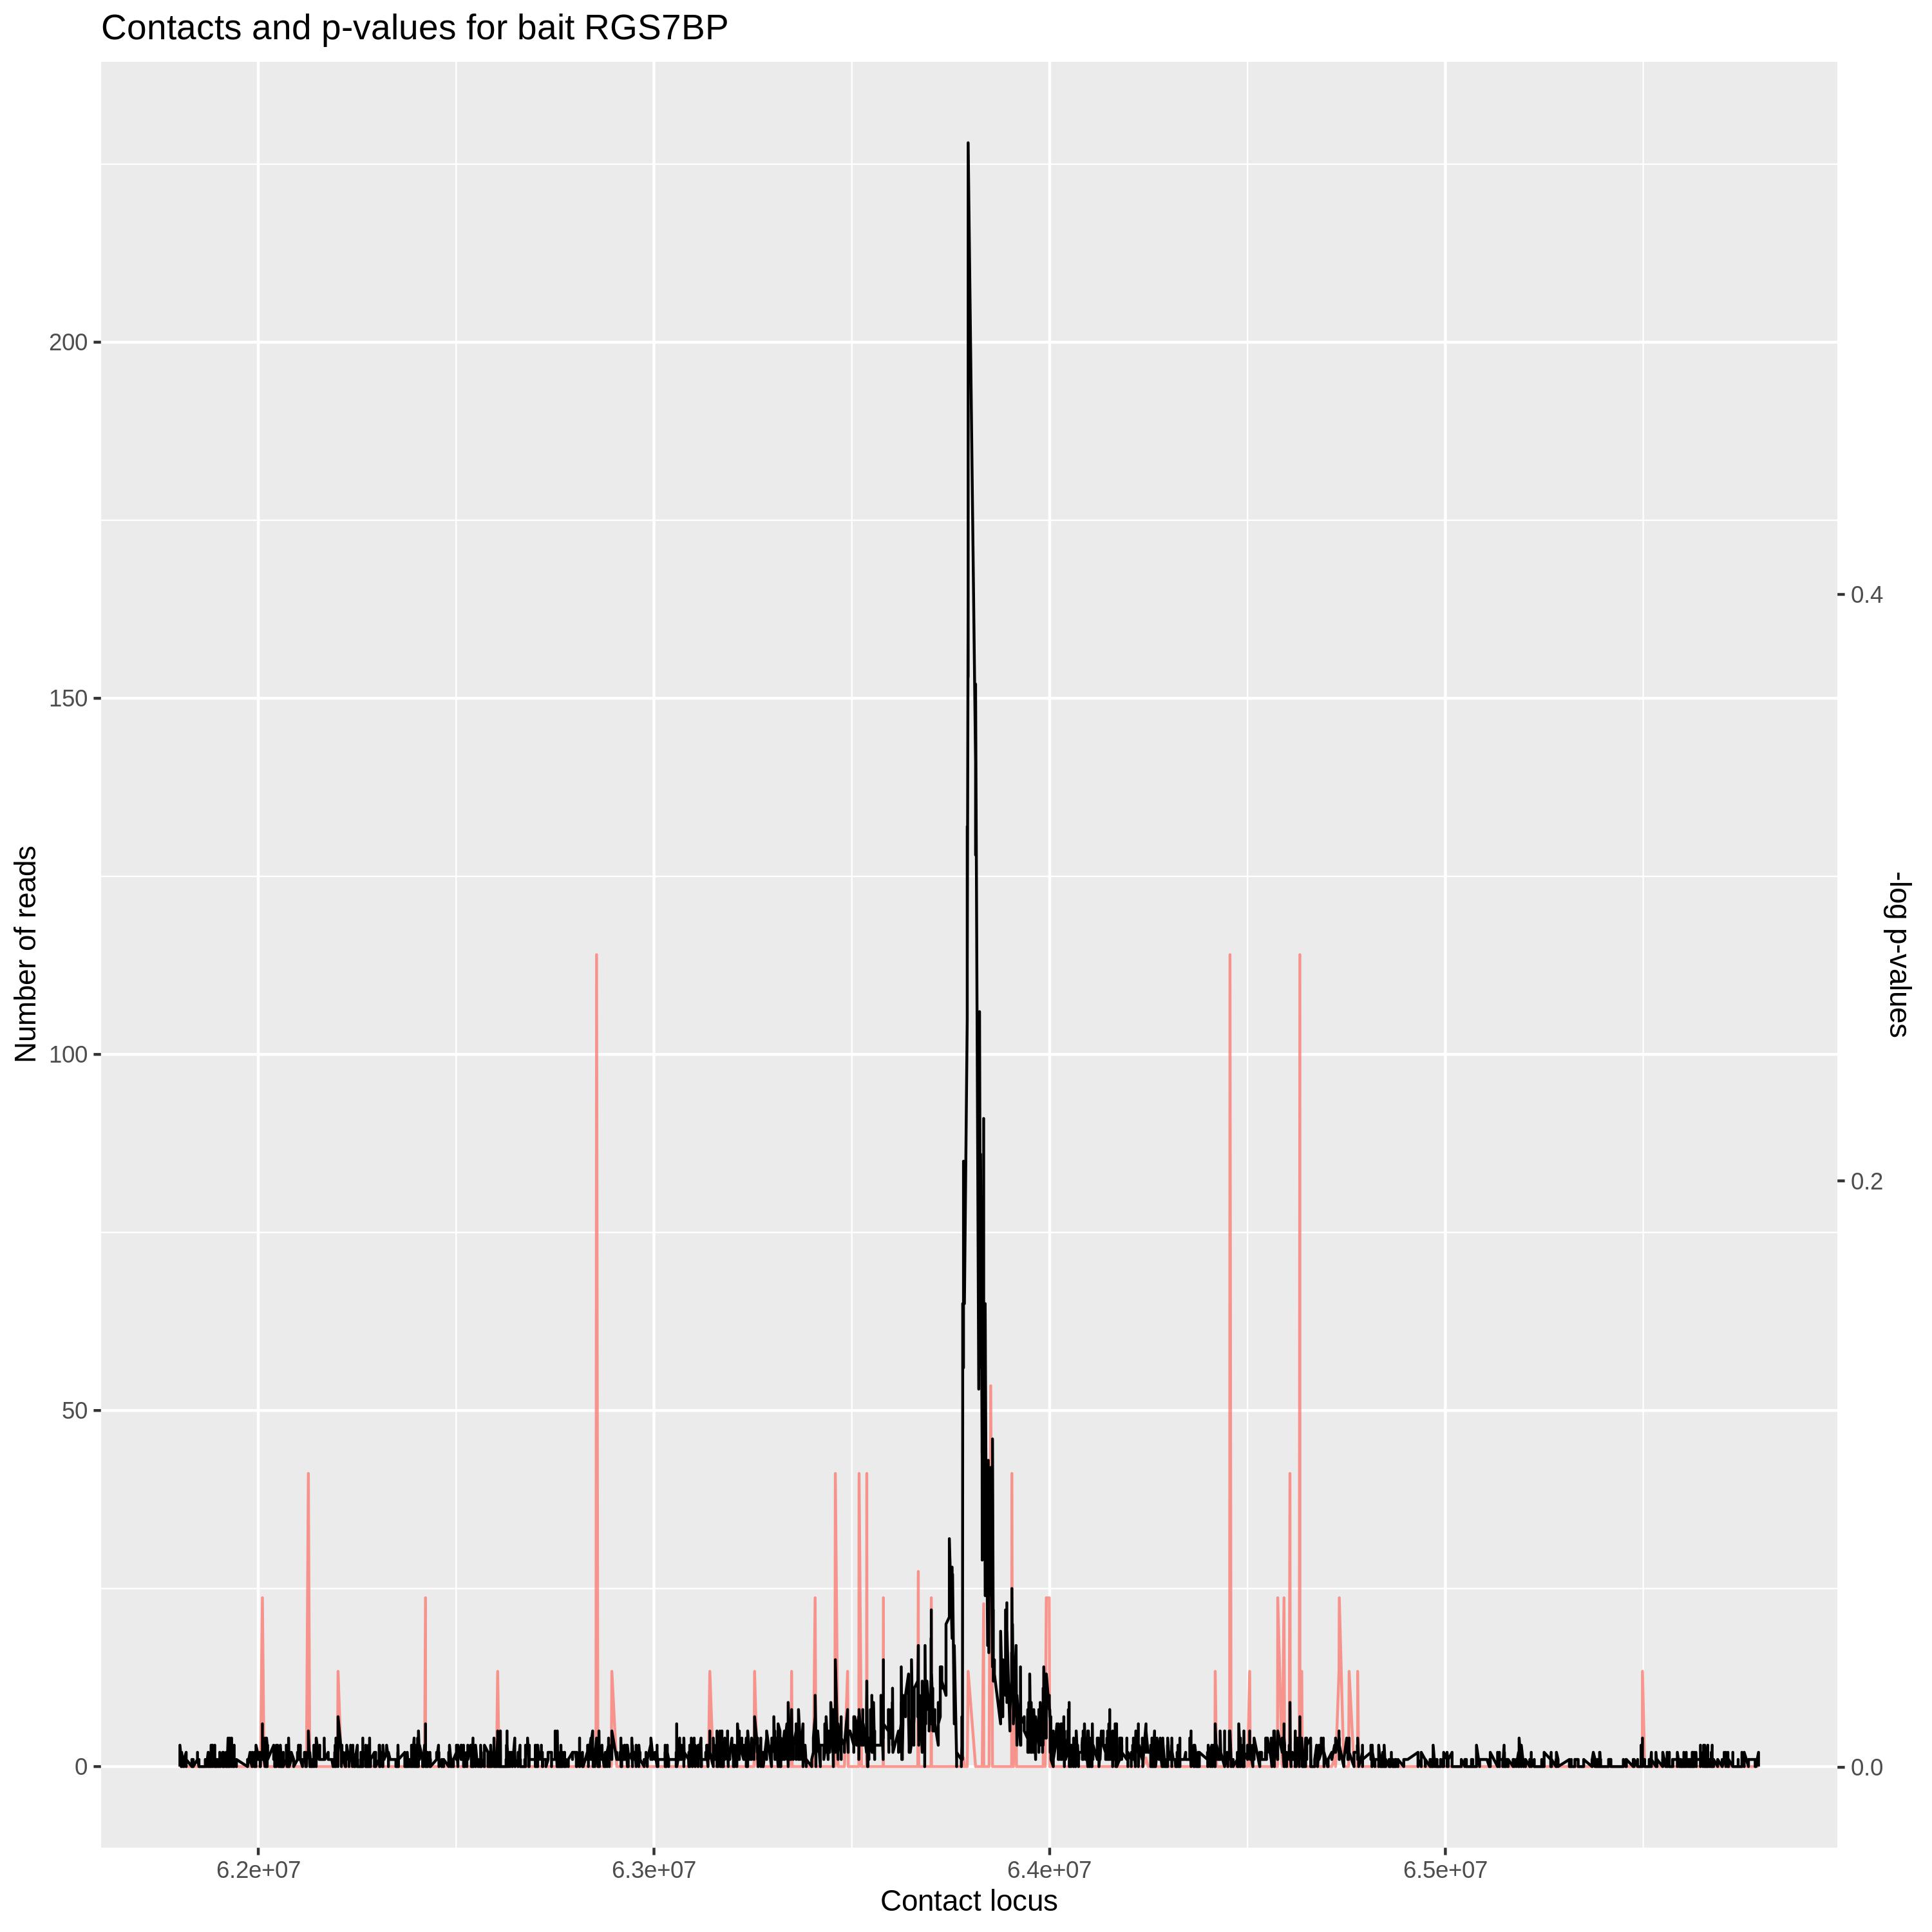 Contacts and p-values for bait RGS7BP
200
150
100
50
0
Number of reads
0.4
0.2
0.0
-log p-values
6.2e+07
6.3e+07
6.4e+07
6.5e+07
Contact locus